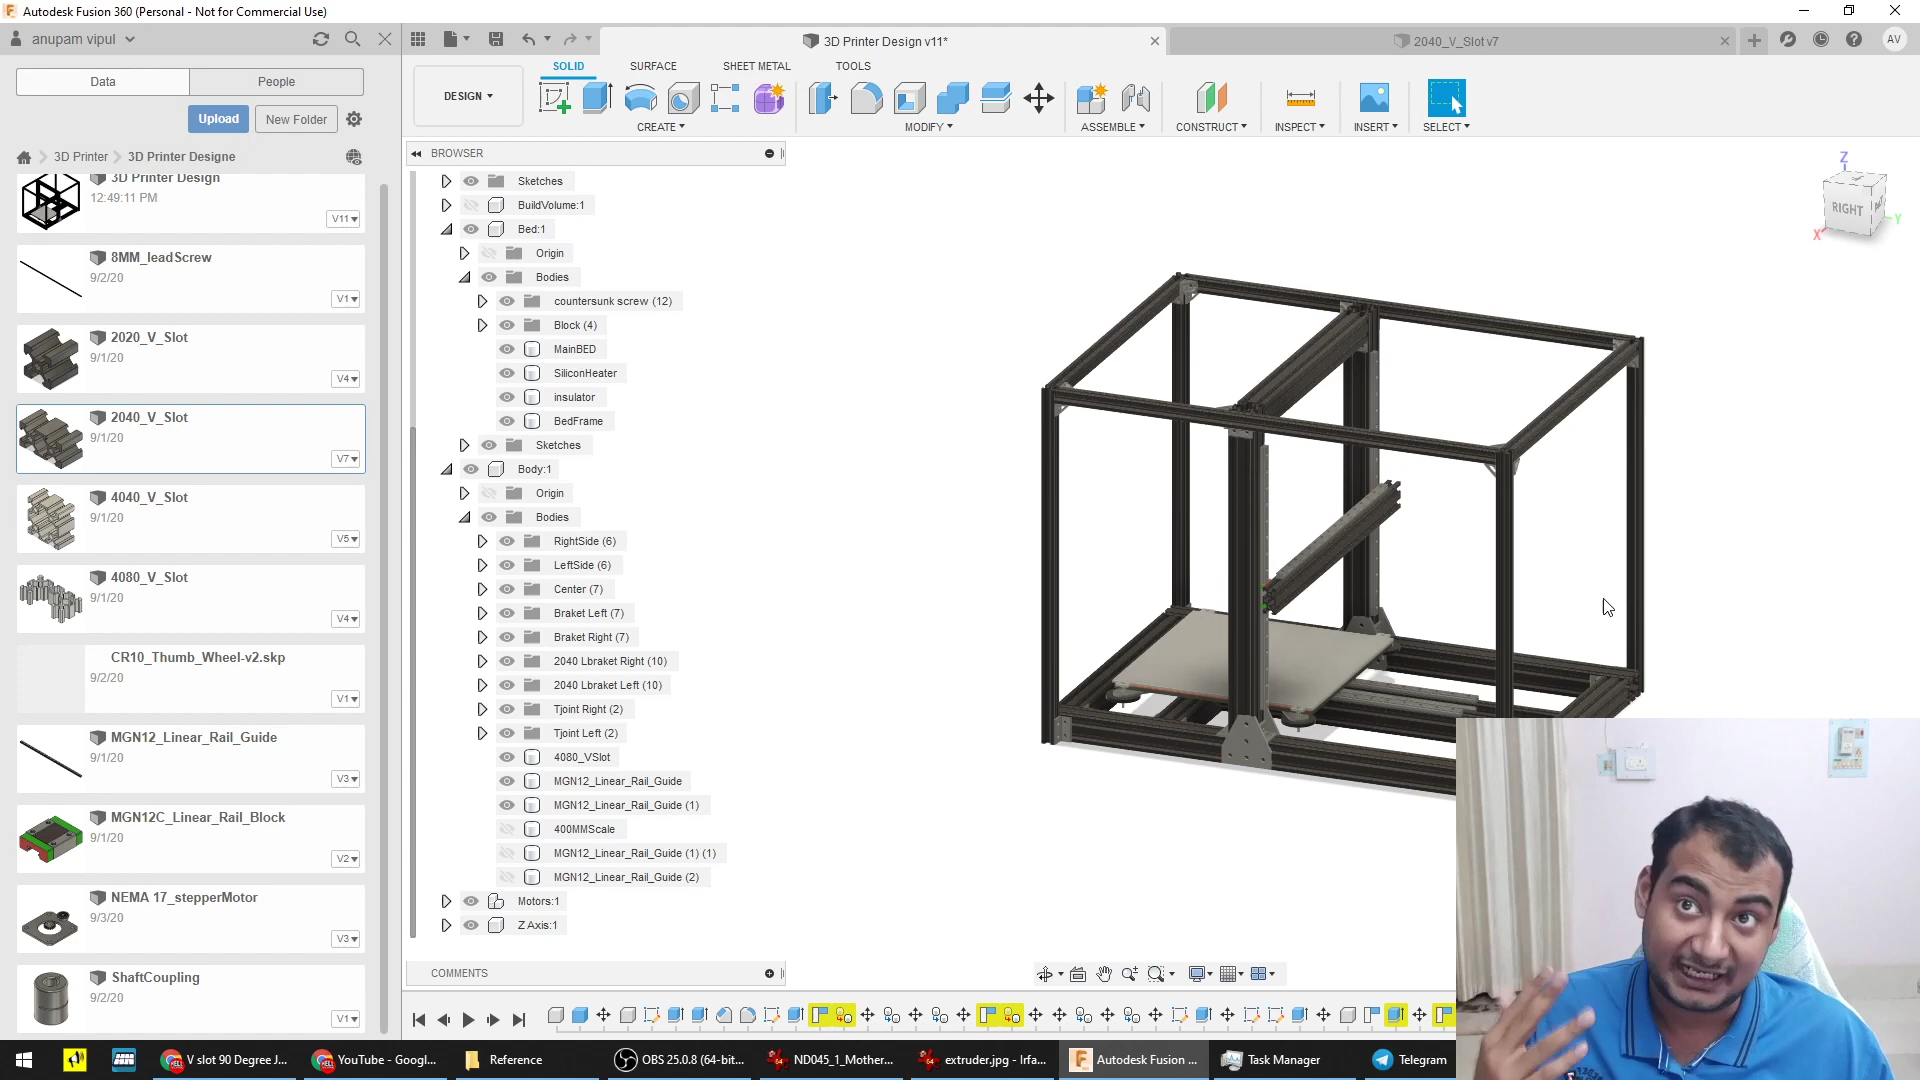 Autodesk Fusion 360 (Personal - Not for Commercial Use)
anupam vipul
3D Printer Design v11*
2040_V_Slot v7
AV
Data
People
Upload
New Folder
3D Printer
3D Printer Designe
3D Printer Design
12:49:11 PM
V11
8MM_leadScrew
9/2/20
V1
2020_V_Slot
9/1/20
V4
2040_V_Slot
9/1/20
V7
4040_V_Slot
9/1/20
V5
4080_V_Slot
9/1/20
V4
CR10_Thumb_Wheel-v2.skp
9/2/20
V1
MGN12_Linear_Rail_Guide
9/1/20
V3
MGN12C_Linear_Rail_Block
9/1/20
V2
NEMA 17_stepperMotor
9/3/20
V3
ShaftCoupling
9/2/20
V1
DESIGN
SOLID
SURFACE
SHEET METAL
TOOLS
CREATE
MODIFY
ASSEMBLE
CONSTRUCT
INSPECT
INSERT
SELECT
BROWSER
Sketches
BuildVolume:1
Bed:1
Origin
Bodies
countersunk screw (12)
Block (4)
MainBED
SiliconHeater
insulator
BedFrame
Sketches
Body:1
Origin
Bodies
RightSide (6)
LeftSide (6)
Center (7)
Braket Left (7)
Braket Right (7)
2040 Lbraket Right (10)
2040 Lbraket Left (10)
Tjoint Right (2)
Tjoint Left (2)
4080_VSlot
MGN12_Linear_Rail_Guide
MGN12_Linear_Rail_Guide (1)
400MMScale
MGN12_Linear_Rail_Guide (1) (1)
MGN12_Linear_Rail_Guide (2)
Motors:1
Z Axis:1
COMMENTS
Z
RIGHT
Y
X
V slot 90 Degree J...
YouTube - Googl...
Reference
OBS 25.0.8 (64-bit...
ND045_1_Mother...
extruder.jpg - Irfa...
Autodesk Fusion ...
Task Manager
Telegram